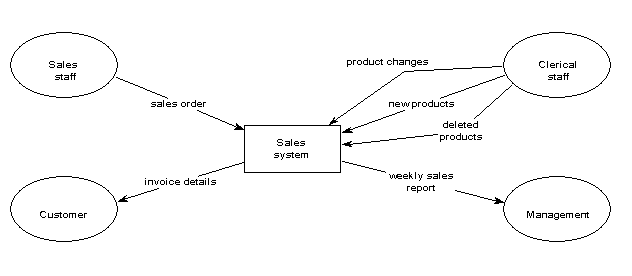 Sales
staff
sales order
product changes
new products
deleted
products
Clerical
staff
Sales
system
invoice details
weekly sales
report
Customer
Management